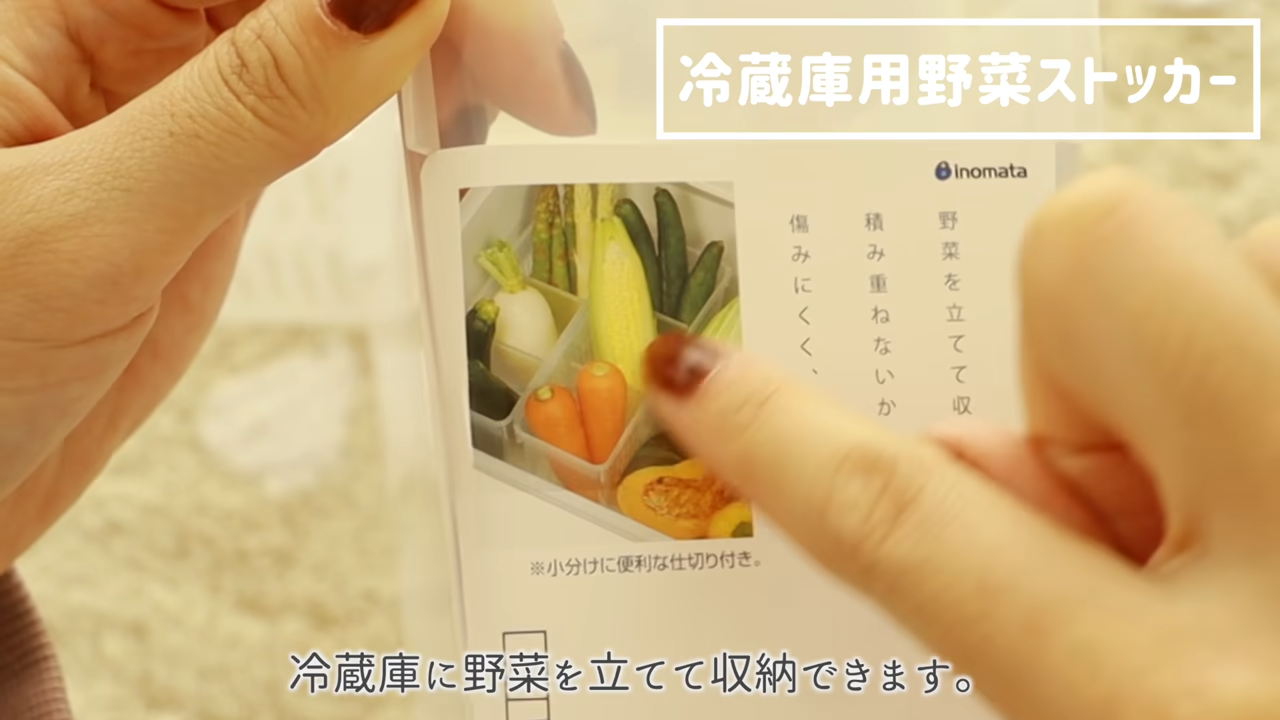 冷蔵庫用野菜ストッカー
inomata
野菜を立てて収
積み重ねないか
傷みにくく、
※小分けに便利な仕切り付き。
冷蔵庫に野菜を立てて収納できます。